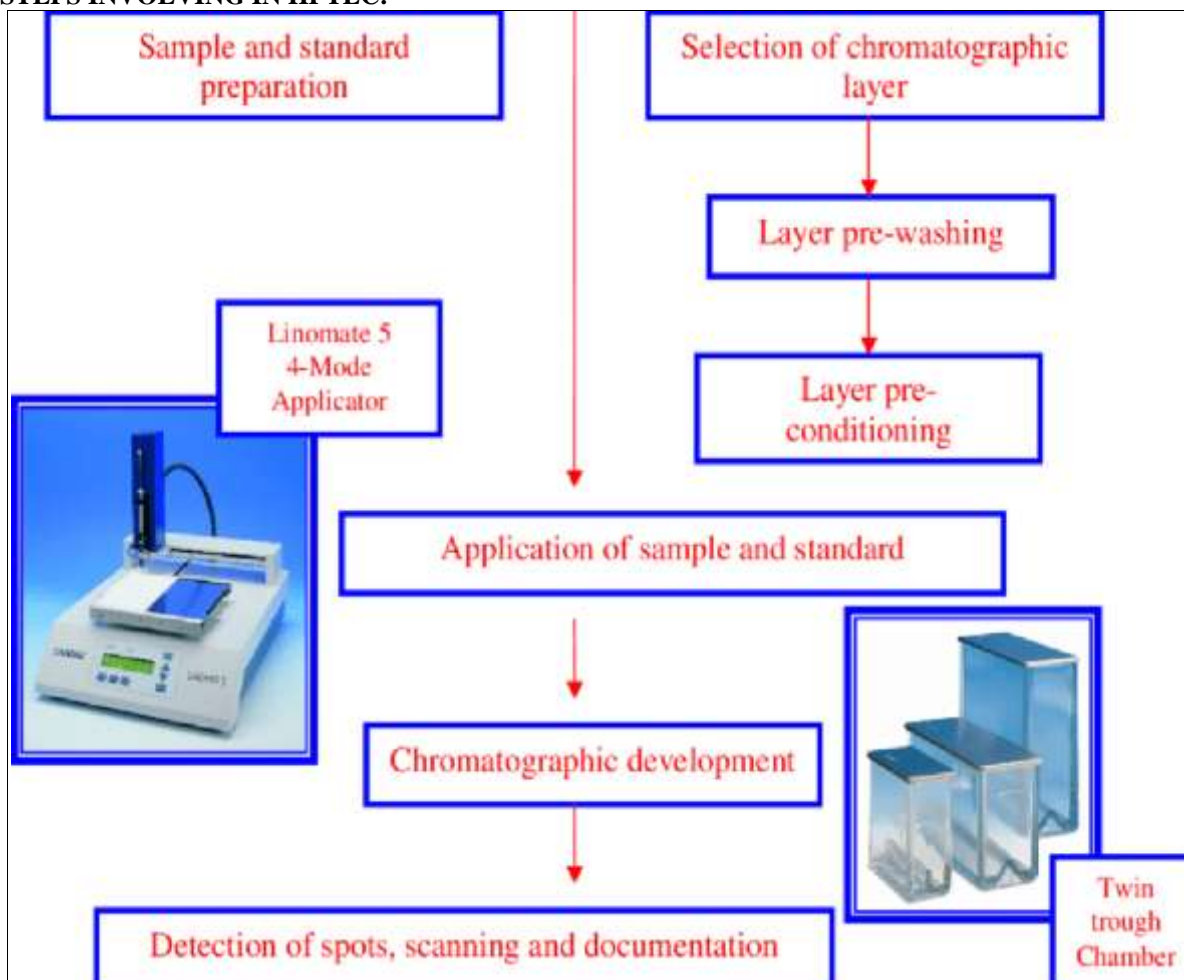 Sample and standard
preparation
Selection of chromatographic
layer
Layer pre-washing
Linomate 5
4-Mode
Applicator
Layer pre-
conditioning
Application of sample and standard
Chromatographic development
Twin
trough
Chamber
Detection of spots, scanning and documentation